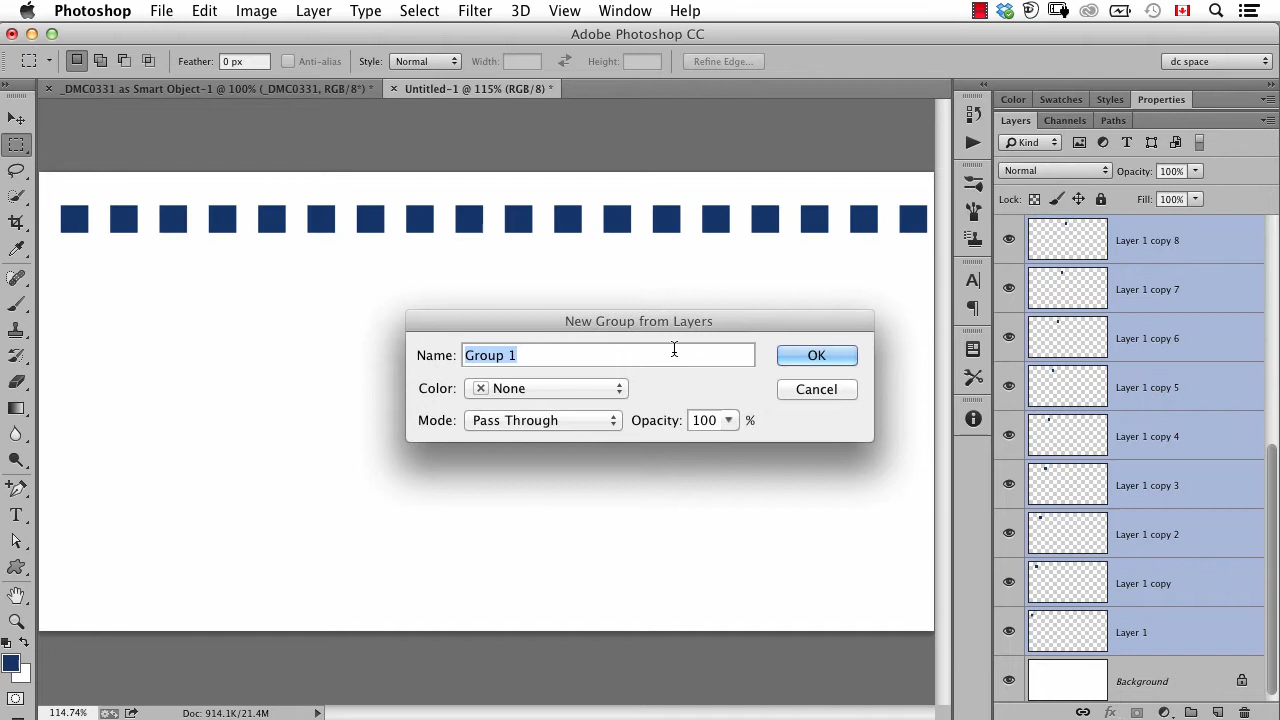 Photoshop File Edit Image Layer Type Select Filter 3D View Window Help
Adobe Photoshop CC
Feather: 0 px Anti-alias Style: Normal Width: Height: Refine Edge... dc space
_DMC0331 as Smart Object-1 @ 100% (_DMC0331, RGB/8*) * Untitled-1 @ 115% (RGB/8) *
Color Swatches Styles Properties
Layers Channels Paths
Kind
Normal Opacity: 100%
Lock: Fill: 100%
Layer 1 copy 8
Layer 1 copy 7
New Group from Layers
Layer 1 copy 6
Name: Group 1 OK
Color: None Cancel
Layer 1 copy 5
Mode: Pass Through Opacity: 100 %
Layer 1 copy 4
Layer 1 copy 3
Layer 1 copy 2
Layer 1 copy
Layer 1
Background
114.74% Doc: 914.1K/21.4M